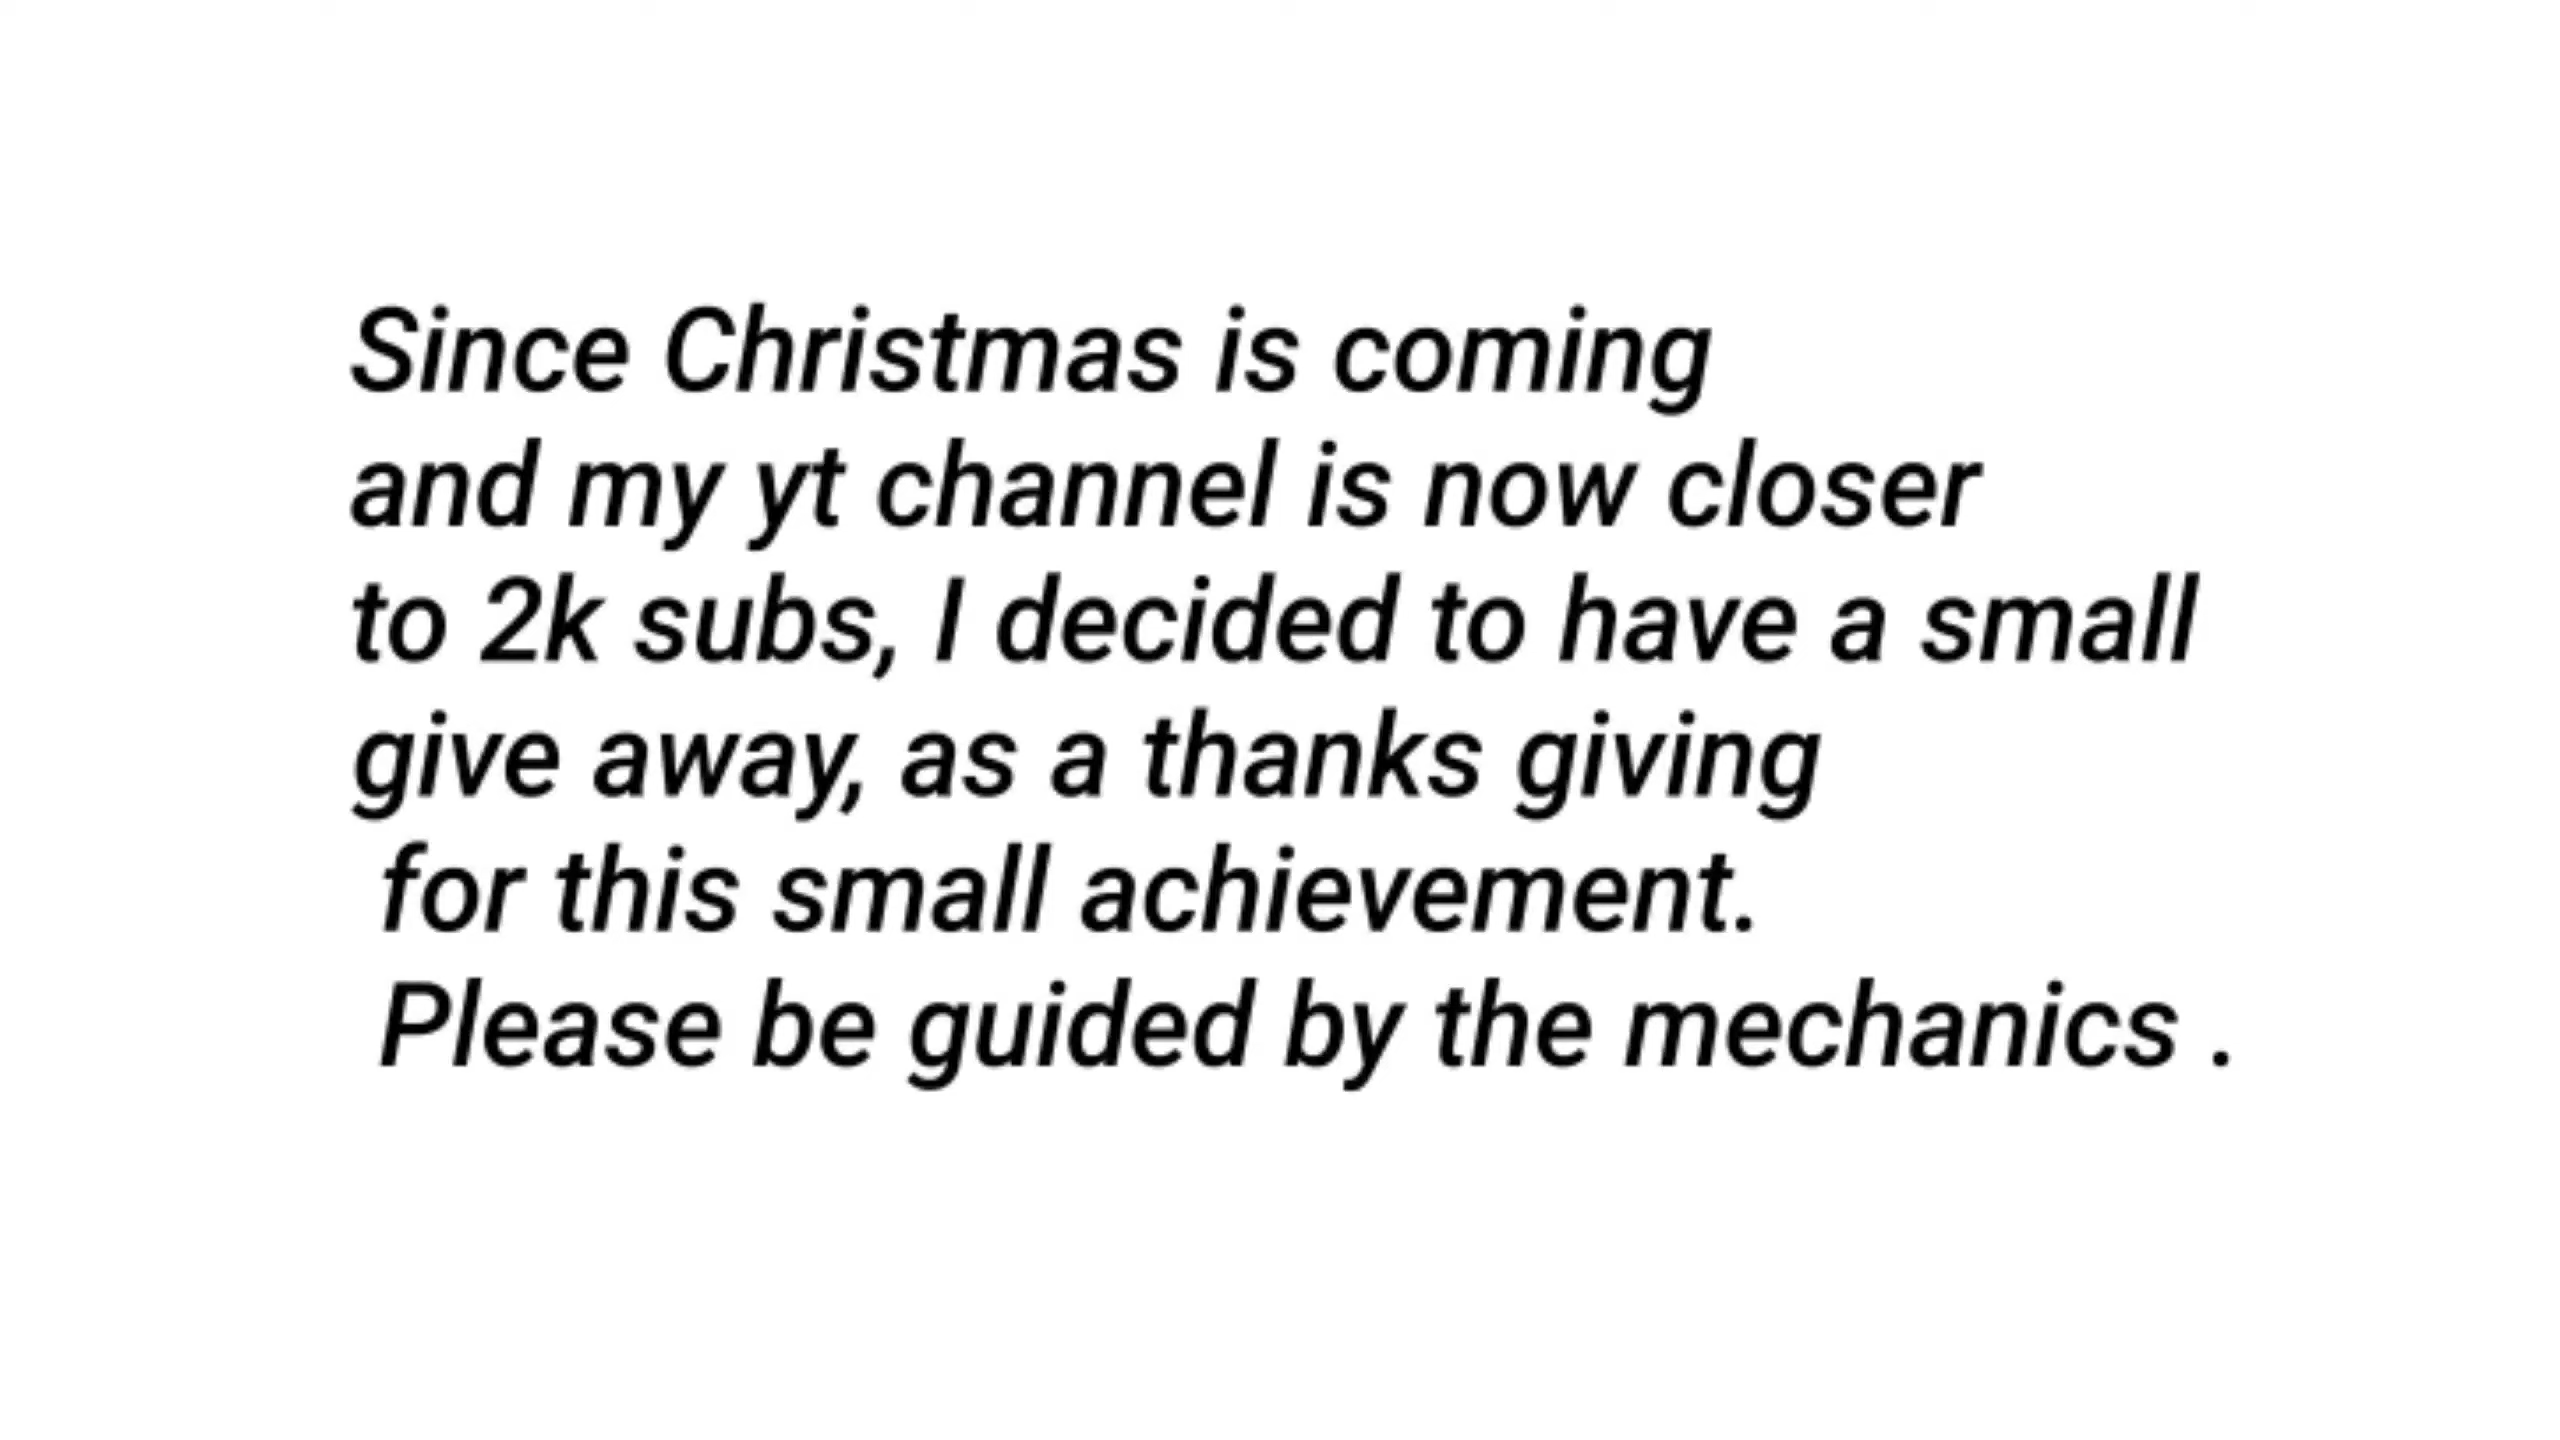 Since Christmas is coming
and my yt channel is now closer
to 2k subs, I decided to have a small
give away, as a thanks giving
for this small achievement.
Please be guided by the mechanics .